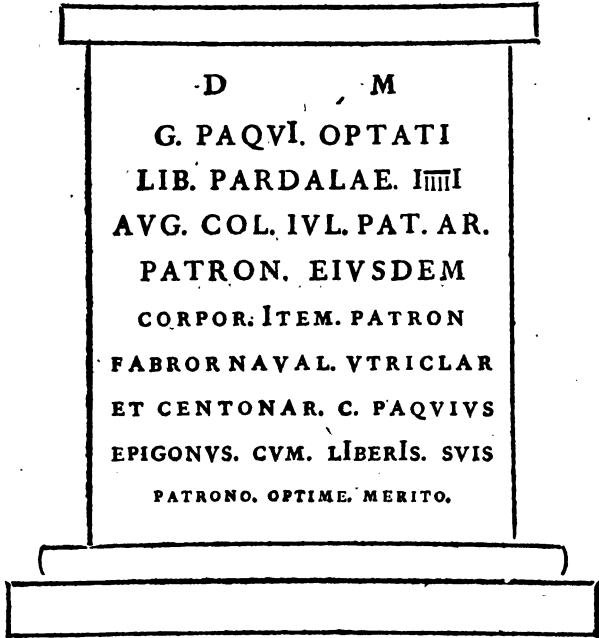 D M
G. PAQVI. OPTATI
LIB. PARDALAE. IIIIII
AVG. COL. IVL. PAT. AR.
PATRON. EIVSDEM
CORPOR. ITEM. PATRON
FABROR NAVAL. VTRICLAR
ET CENTONAR. C. PAQVIVS
EPIGONVS. CVM. LIBERIS. SVIS
PATRONO. OPTIME. MERITO.